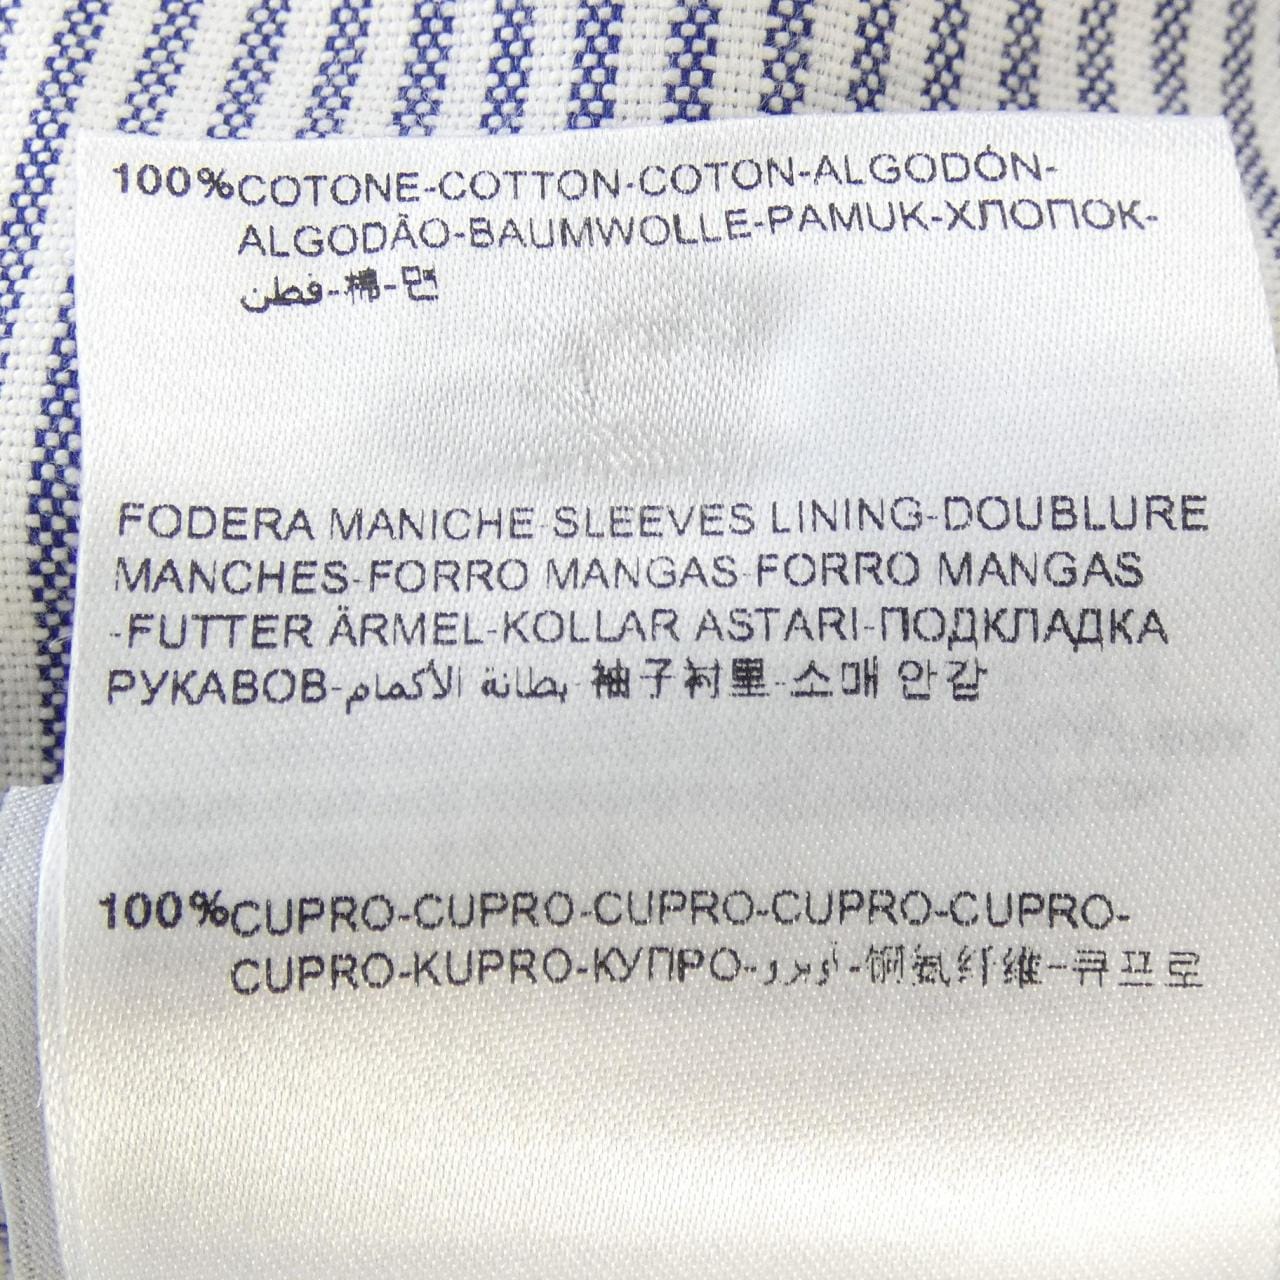 100%COTONE-COTTON-COTON-ALGODÓN-
ALGODÃO-BAUMWOLLE-PAMUK-ХЛОПОК-
قطن-棉-면
FODERA MANICHE-SLEEVES LINING-DOUBLURE
MANCHES-FORRO MANGAS-FORRO MANGAS
-FUTTER ÄRMEL-KOLLAR ASTARI-ПОДКЛАДКА
РУКАВОВ-بطانة الأكمام-袖子衬里-소매 안감
100%CUPRO-CUPRO-CUPRO-CUPRO-CUPRO-
CUPRO-KUPRO-КУПРО-铜氨纤维-큐프로